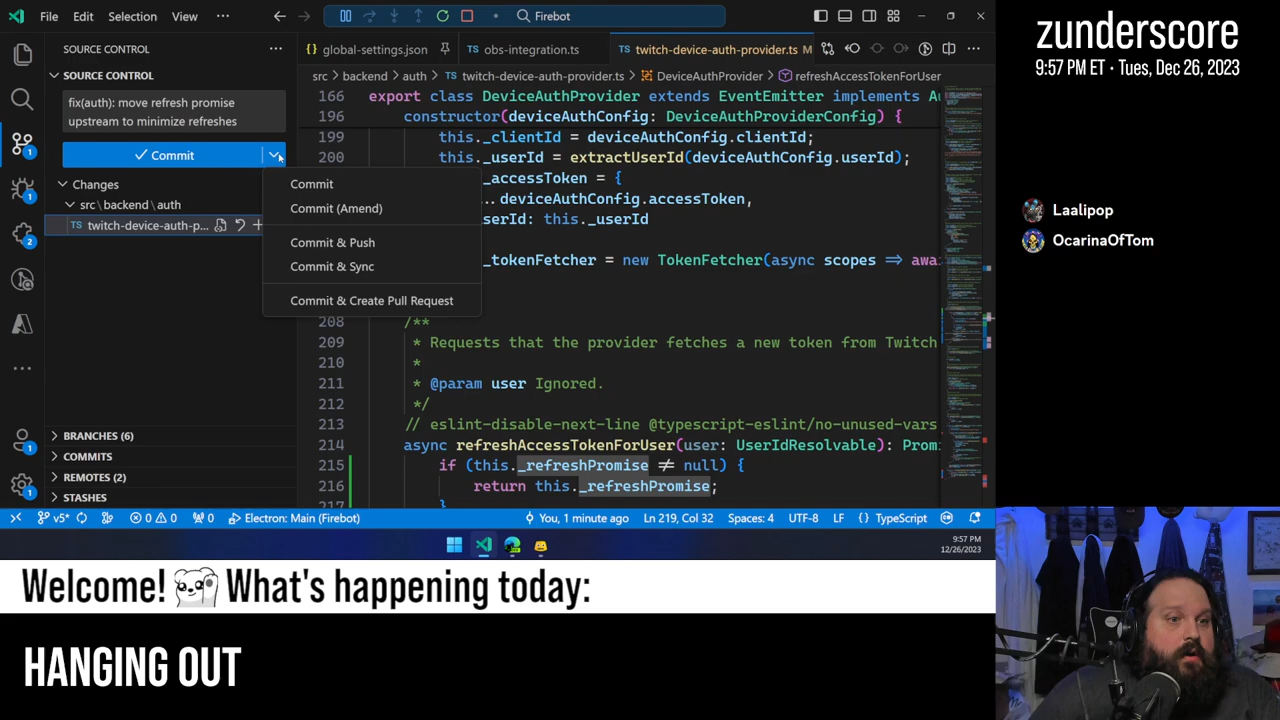 File Edit Selection View ··· Firebot
SOURCE CONTROL ···
global-settings.json
obs-integration.ts
twitch-device-auth-provider.ts M
···
SOURCE CONTROL
src > backend > auth > TS twitch-device-auth-provider.ts > DeviceAuthProvider > refreshAccessTokenForUser
fix(auth): move refresh promise
upstream to minimize refreshes
Commit
Changes
src\backend\auth
TS twitch-device-auth-p...
Commit
Commit (Amend)
Commit & Push
Commit & Sync
Commit & Create Pull Request
BRANCHES (6)
COMMITS
REMOTES (2)
STASHES
166 export class DeviceAuthProvider extends EventEmitter implements Au
196 constructor(deviceAuthConfig: DeviceAuthProviderConfig) {
199 this._clientId = deviceAuthConfig.clientId;
200 this._userId = extractUserId(deviceAuthConfig.userId);
_accessToken = {
.. deviceAuthConfig.accessToken,
serId: this._userId
_tokenFetcher = new TokenFetcher(async scopes => awa
208 /**
209 * Requests that the provider fetches a new token from Twitch
210 *
211 * @param user Ignored.
212 */
213 // eslint-disable-next-line @typescript-eslint/no-unused-vars
214 async refreshAccessTokenForUser(user: UserIdResolvable): Promi
215 if (this._refreshPromise ≠ null) {
216 return this._refreshPromise;
217 }
v5* 0 0 0 Electron: Main (Firebot) You, 1 minute ago Ln 219, Col 32 Spaces: 4 UTF-8 LF { } TypeScript
9:57 PM
12/26/2023
zunderscore
9:57 PM ET • Tues, Dec 26, 2023
Laalipop
OcarinaOfTom
Welcome! What's happening today:
HANGING OUT